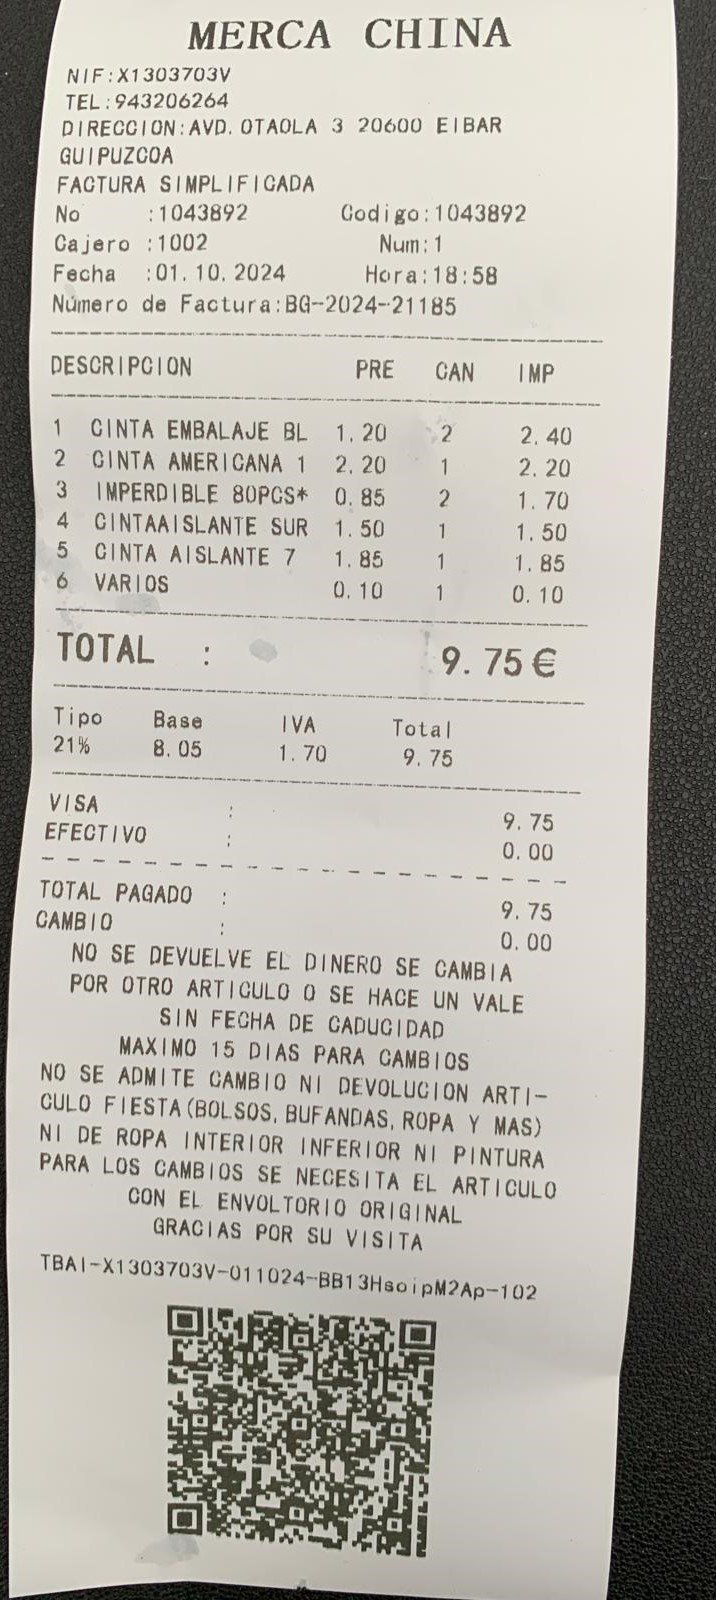 MERCA CHINA
NIF:X1303703V
TEL:943206264
DIRECCION:AVD. OTAOLA 3 20600 EIBAR
GUIPUZCOA
FACTURA SIMPLIFICADA
No :1043892 Codigo:1043892
Cajero :1002 Num:1
Fecha :01.10.2024 Hora:18:58
Número de Factura:BG-2024-21185
DESCRIPCION PRE CAN IMP
1 CINTA EMBALAJE BL 1.20 2 2.40
2 CINTA AMERICANA 1 2.20 1 2.20
3 IMPERDIBLE 80PCS* 0.85 2 1.70
4 CINTAAISLANTE SUR 1.50 1 1.50
5 CINTA AISLANTE 7 1.85 1 1.85
6 VARIOS 0.10 1 0.10
TOTAL : 9.75€
Tipo Base IVA Total
21% 8.05 1.70 9.75
VISA : 9.75
EFECTIVO : 0.00
TOTAL PAGADO : 9.75
CAMBIO : 0.00
NO SE DEVUELVE EL DINERO SE CAMBIA
POR OTRO ARTICULO O SE HACE UN VALE
SIN FECHA DE CADUCIDAD
MAXIMO 15 DIAS PARA CAMBIOS
NO SE ADMITE CAMBIO NI DEVOLUCION ARTI-
CULO FIESTA(BOLSOS, BUFANDAS, ROPA Y MAS)
NI DE ROPA INTERIOR INFERIOR NI PINTURA
PARA LOS CAMBIOS SE NECESITA EL ARTICULO
CON EL ENVOLTORIO ORIGINAL
GRACIAS POR SU VISITA
TBAI-X1303703V-011024-BB13HsoipM2Ap-102